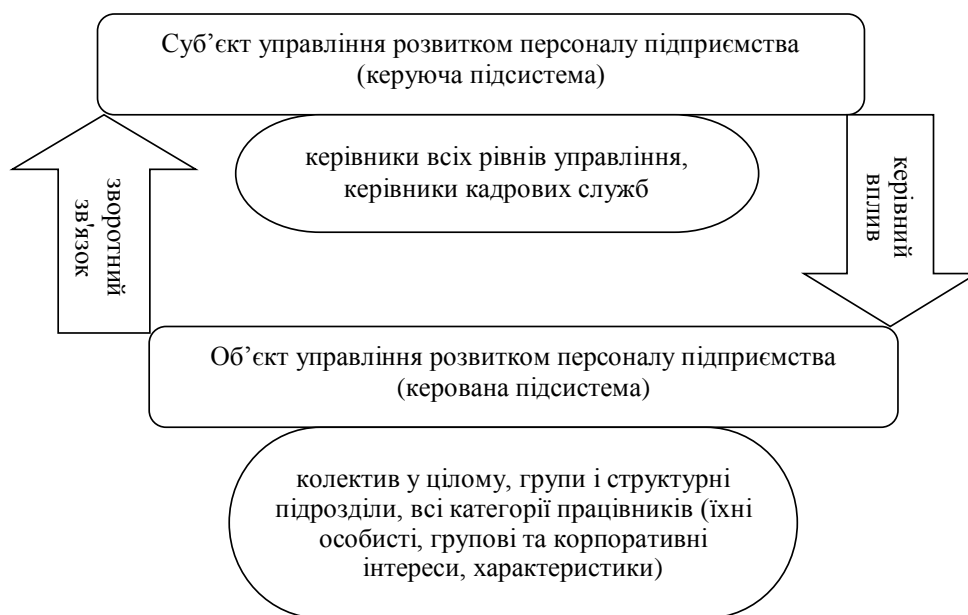 Суб’єкт управління розвитком персоналу підприємства
(керуюча підсистема)
керівники всіх рівнів управління,
керівники кадрових служб
зворотний
зв'язок
керівний
вплив
Об’єкт управління розвитком персоналу підприємства
(керована підсистема)
колектив у цілому, групи і структурні
підрозділи, всі категорії працівників (їхні
особисті, групові та корпоративні
інтереси, характеристики)